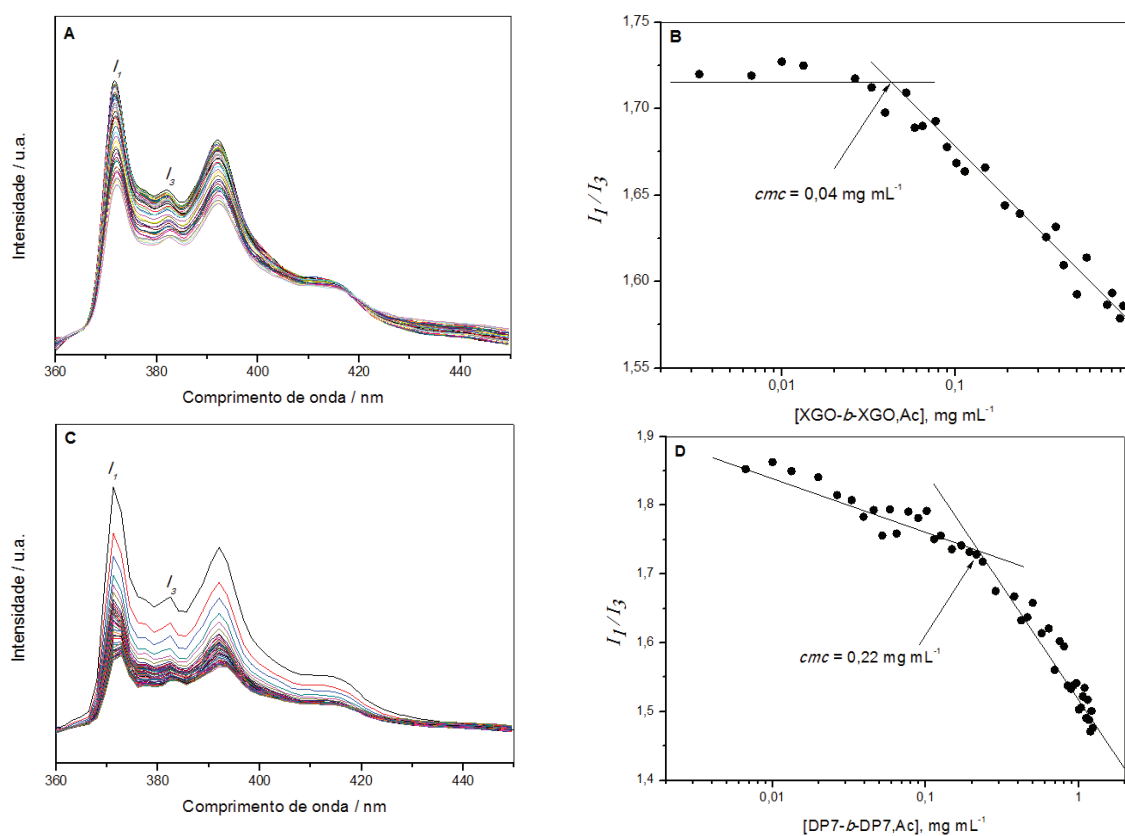 A
I1
I3
Intensidade / u.a.
360 380 400 420 440
Comprimento de onda / nm
B
1,75
1,70
1,65
1,60
1,55
I1/I3
cmc = 0,04 mg mL-1
0,01 0,1
[XGO-b-XGO,Ac], mg mL-1
C
I1
I3
Intensidade / u.a.
360 380 400 420 440
Comprimento de onda / nm
D
1,9
1,8
1,7
1,6
1,5
1,4
I1/I3
cmc = 0,22 mg mL-1
0,01 0,1 1
[DP7-b-DP7,Ac], mg mL-1